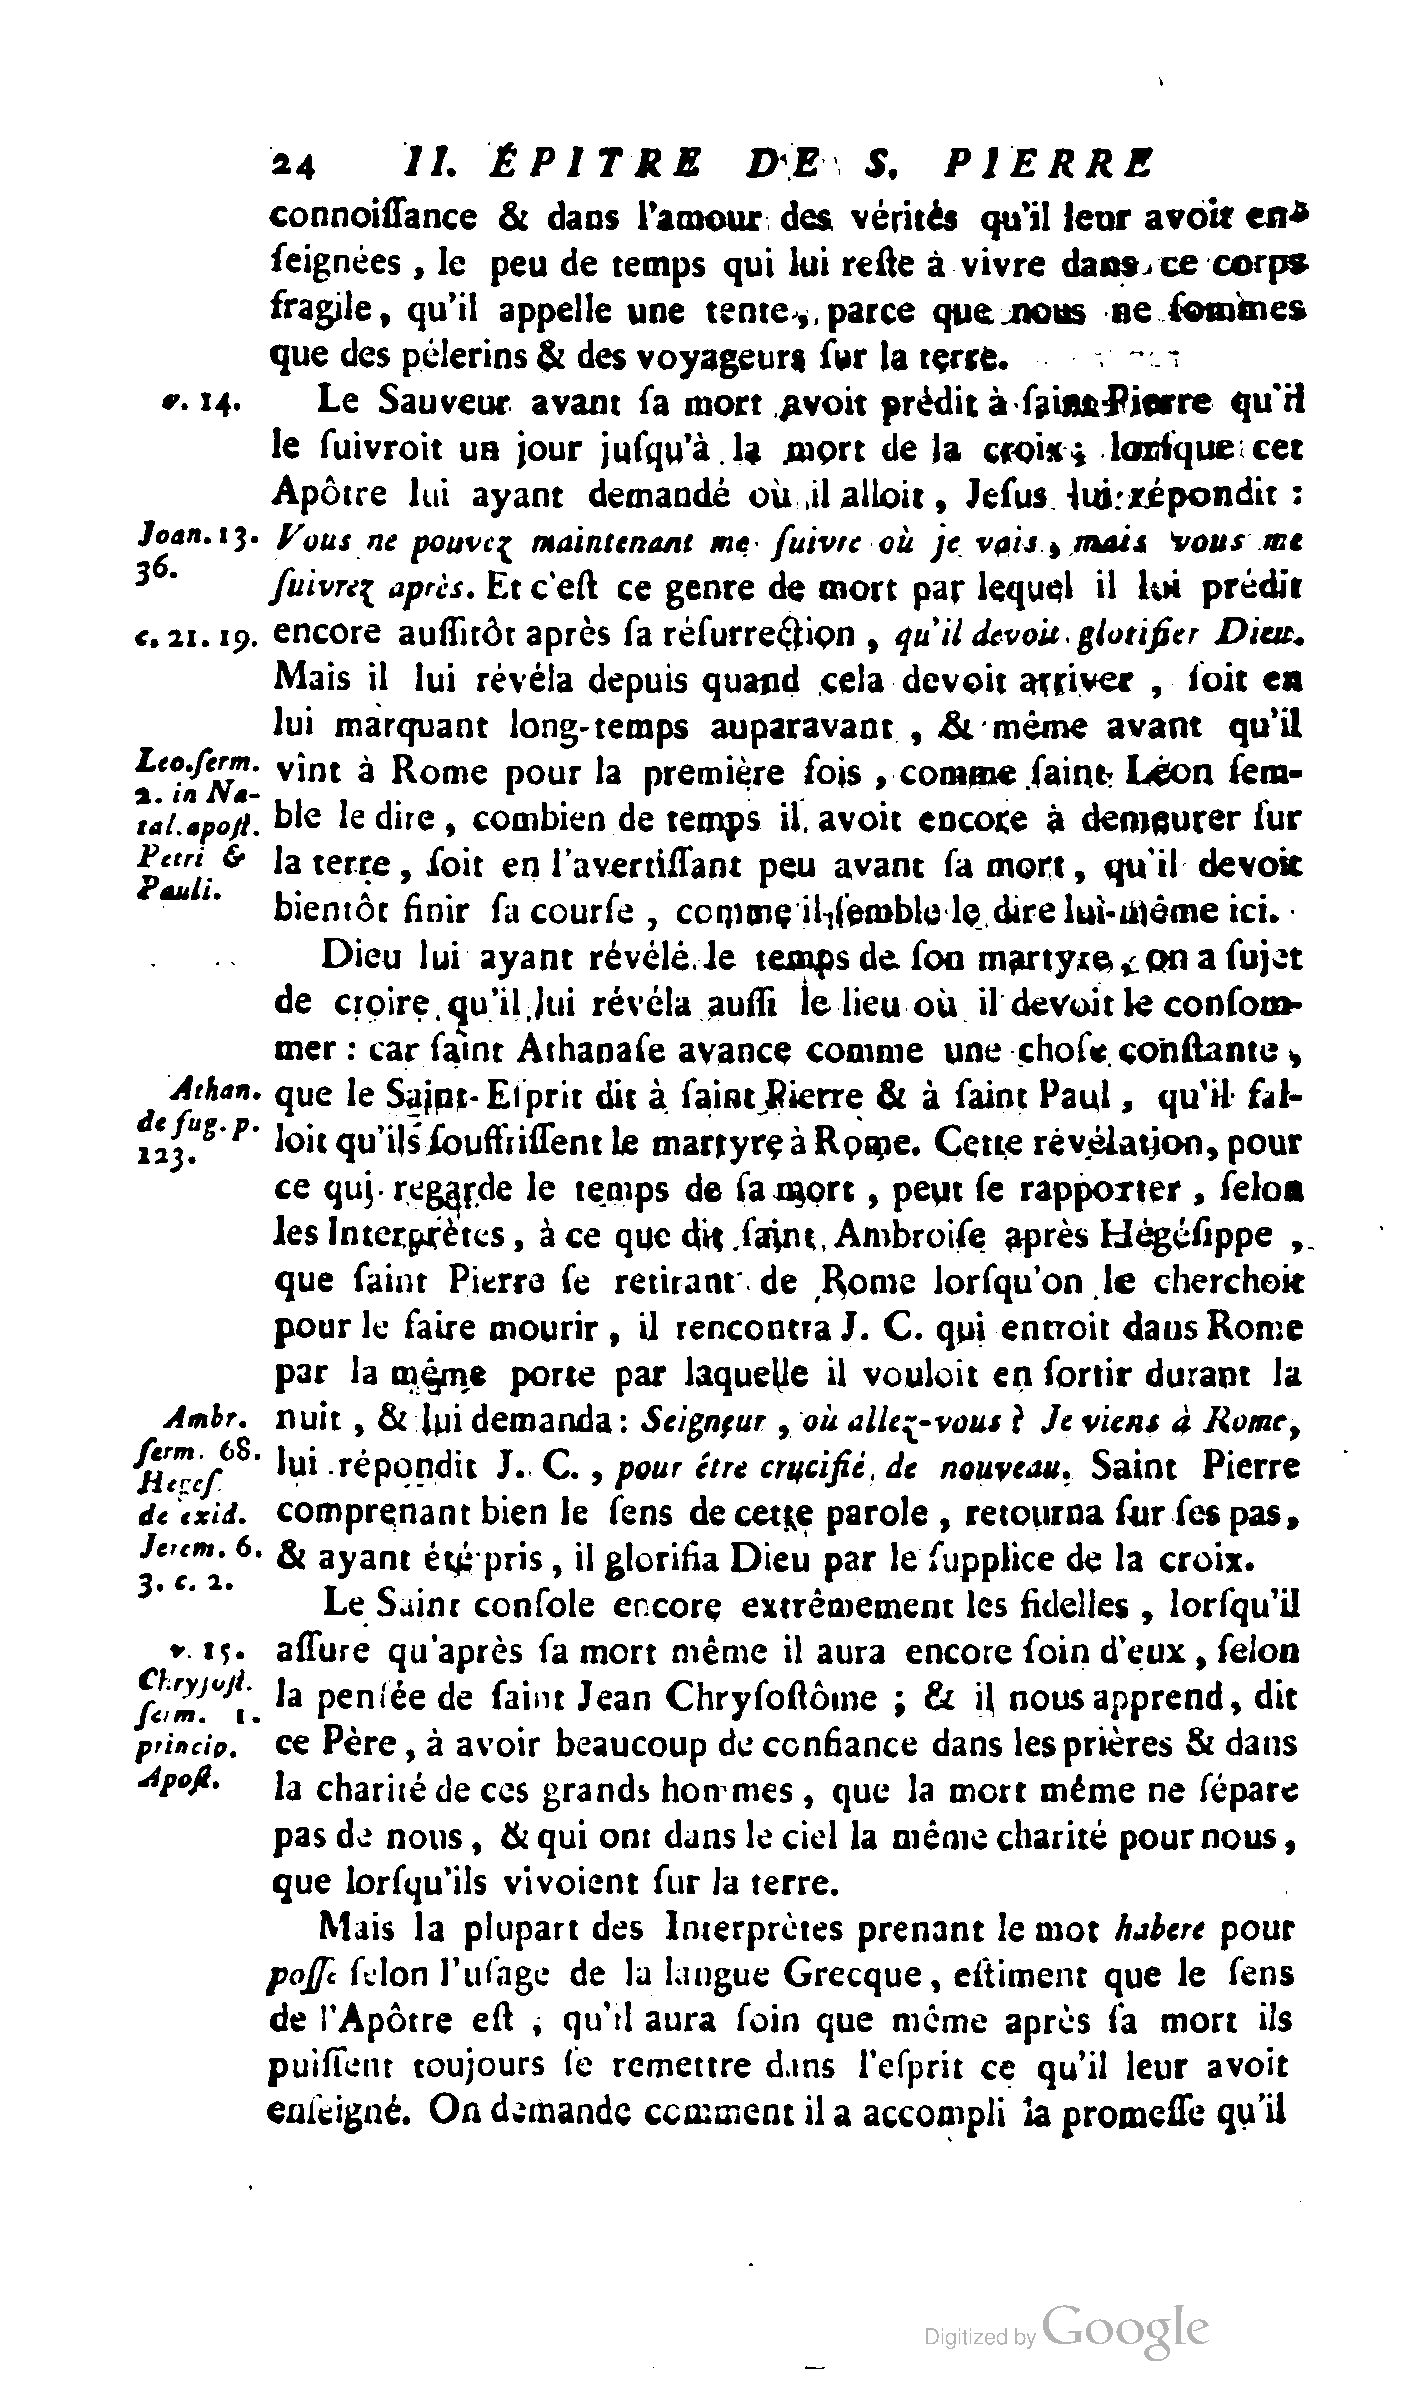 24 II. ÉPITRE DE S. PIERRE
connoiſſance & dans l'amour des vérités qu'il leur avoit en-
ſeignées, le peu de temps qui lui reſte à vivre dans ce corps
fragile, qu'il appelle une tente, parce que nous ne ſommes
que des pélerins & des voyageurs ſur la terre.
v. 14. Le Sauveur avant ſa mort avoit prédit à ſaint Pierre qu'il
le ſuivroit un jour juſqu'à la mort de la croix; lorſque cet
Apôtre lui ayant demandé où il alloit, Jeſus lui répondit :
Joan. 13. Vous ne pouvez maintenant me ſuivre où je vais, mais vous me
36. ſuivrez après. Et c'eſt ce genre de mort par lequel il lui prédit
c. 21. 19. encore auſſitôt après ſa réſurrection, qu'il devoit glorifier Dieu.
Mais il lui révéla depuis quand cela devoit arriver, ſoit en
lui marquant long-temps auparavant, & même avant qu'il
Leo. ſerm. vînt à Rome pour la première fois, comme ſaint Léon ſem-
2. in Na-
tal. apoſt. ble le dire, combien de temps il avoit encore à demeurer ſur
Petri & la terre, ſoit en l'avertiſſant peu avant ſa mort, qu'il devoit
Pauli.
bientôt finir ſa courſe, comme il ſemble le dire lui-même ici.
Dieu lui ayant révélé le temps de ſon martyre, on a ſujet
de croire qu'il lui révéla auſſi le lieu où il devoit le conſom-
mer : car ſaint Athanaſe avance comme une choſe conſtante,
Athan. que le Saint-Eſprit dit à ſaint Pierre & à ſaint Paul, qu'il fal-
de fug. p.
123. loit qu'ils ſouffriſſent le martyre à Rome. Cette révélation, pour
ce qui regarde le temps de ſa mort, peut ſe rapporter, ſelon
les Interprètes, à ce que dit ſaint Ambroiſe après Hégéſippe,
que ſaint Pierre ſe retirant de Rome lorſqu'on le cherchoit
pour le faire mourir, il rencontra J. C. qui entroit dans Rome
par la même porte par laquelle il vouloit en ſortir durant la
Ambr. nuit, & lui demanda : Seigneur, où allez-vous ? Je viens à Rome,
ſerm. 68. lui répondit J. C., pour être crucifié de nouveau. Saint Pierre
Hegeſ.
de exid. comprenant bien le ſens de cette parole, retourna ſur ſes pas,
Jerem. 6. & ayant été pris, il glorifia Dieu par le ſupplice de la croix.
3. c. 2.
Le Saint conſole encore extrêmement les fidelles, lorſqu'il
v. 15. aſſure qu'après ſa mort même il aura encore ſoin d'eux, ſelon
Chryſoſt. la penſée de ſaint Jean Chryſoſtôme; & il nous apprend, dit
ſerm. 1.
princip. ce Père, à avoir beaucoup de confiance dans les prières & dans
Apoſt. la charité de ces grands hommes, que la mort même ne ſépare
pas de nous, & qui ont dans le ciel la même charité pour nous,
que lorſqu'ils vivoient ſur la terre.
Mais la plupart des Interprètes prenant le mot habere pour
poſſe ſelon l'uſage de la langue Grecque, eſtiment que le ſens
de l'Apôtre eſt, qu'il aura ſoin que même après ſa mort ils
puiſſent toujours ſe remettre dans l'eſprit ce qu'il leur avoit
enſeigné. On demande comment il a accompli la promeſſe qu'il
Digitized by Google